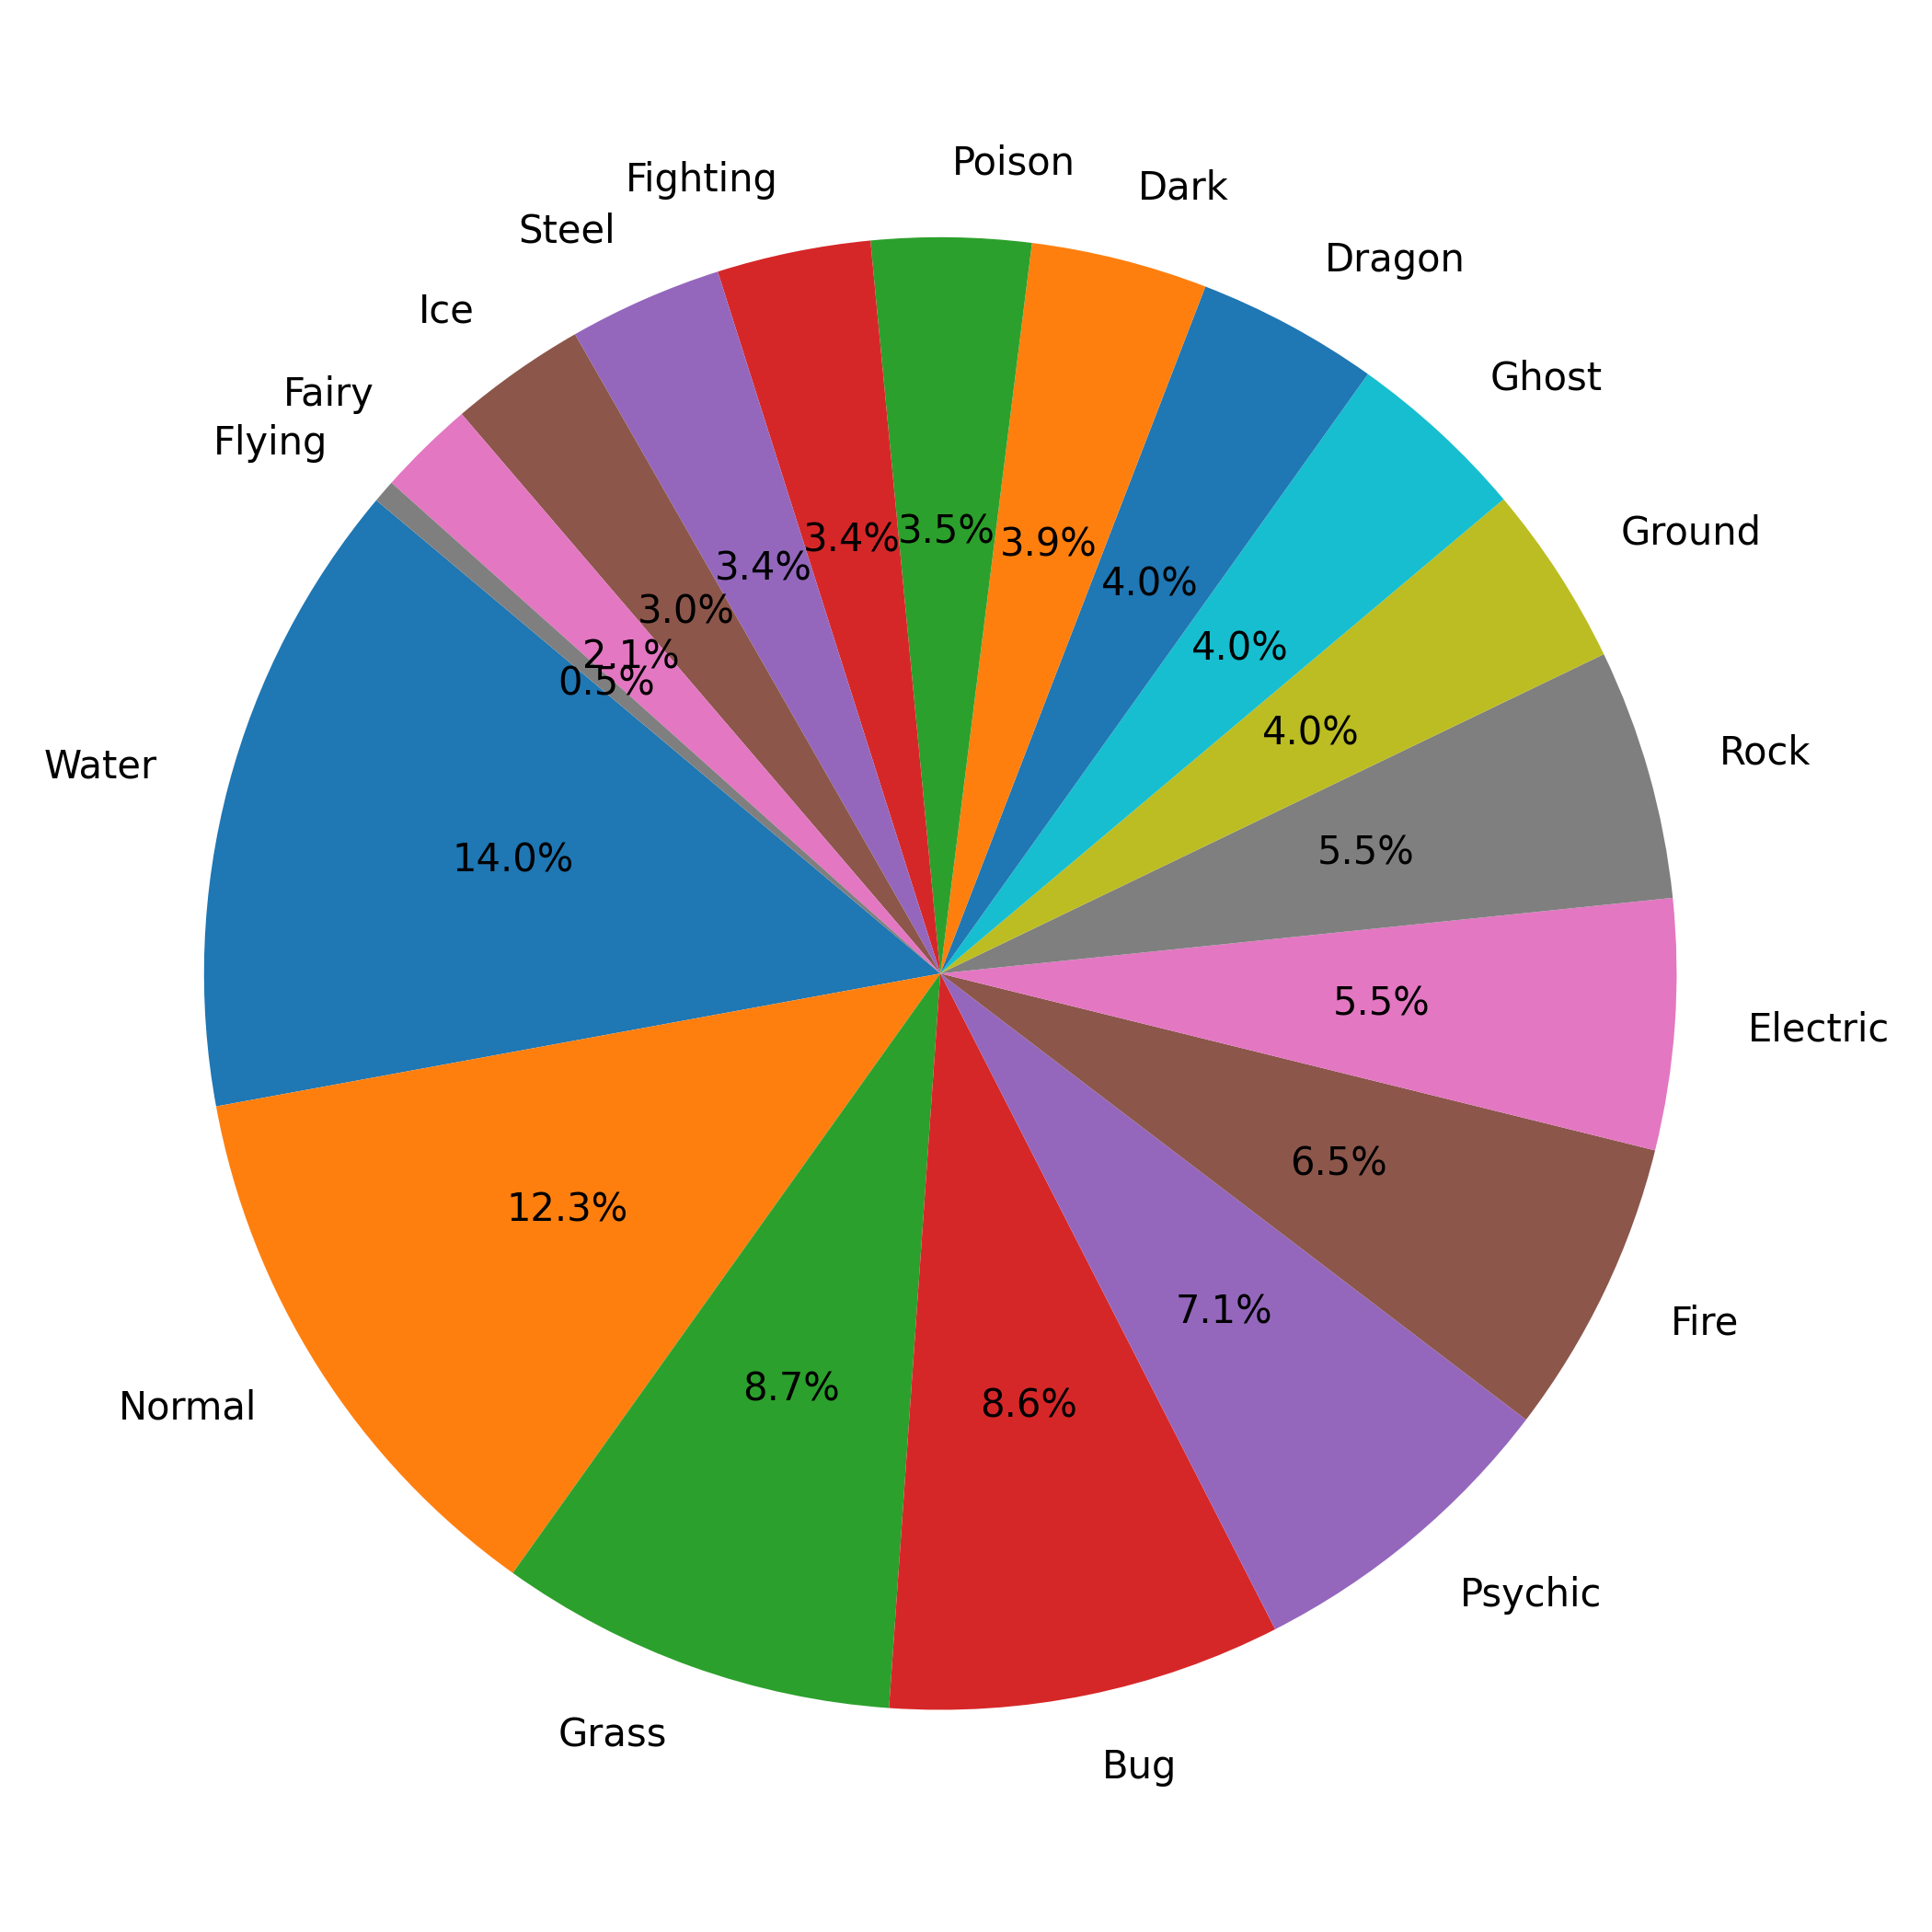 Poison
Fighting
Dark
Steel
Dragon
Ice
Ghost
Fairy
Flying
Ground
3.5%
3.4%
3.9%
3.4%
4.0%
3.0%
4.0%
2.1%
0.5%
4.0%
Rock
Water
5.5%
14.0%
5.5%
Electric
6.5%
12.3%
7.1%
Fire
8.7%
8.6%
Normal
Psychic
Grass
Bug